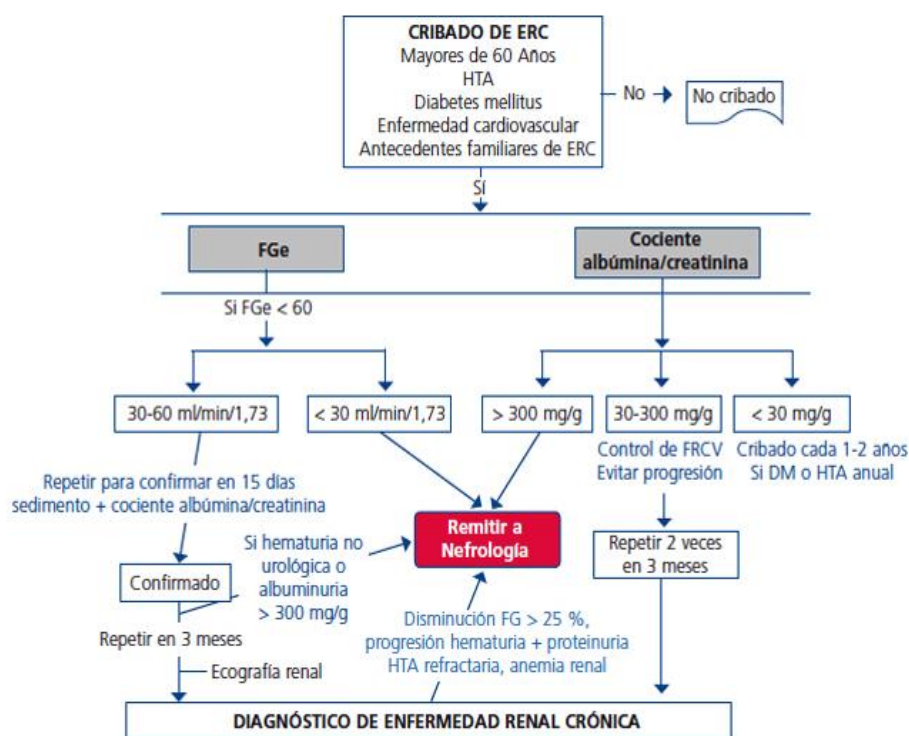 CRIBADO DE ERC
Mayores de 60 Años
HTA
Diabetes mellitus
Enfermedad cardiovascular
Antecedentes familiares de ERC
No
No cribado
Sí
FGe
Cociente
albúmina/creatinina
Si FGe < 60
30-60 ml/min/1,73
< 30 ml/min/1,73
> 300 mg/g
30-300 mg/g
< 30 mg/g
Control de FRCV
Evitar progresión
Cribado cada 1-2 años
Si DM o HTA anual
Repetir para confirmar en 15 días
sedimento + cociente albúmina/creatinina
Remitir a
Nefrología
Si hematuria no
urológica o
albuminuria
> 300 mg/g
Repetir 2 veces
en 3 meses
Confirmado
Disminución FG > 25 %,
progresión hematuria + proteinuria
HTA refractaria, anemia renal
Repetir en 3 meses
Ecografía renal
DIAGNÓSTICO DE ENFERMEDAD RENAL CRÓNICA